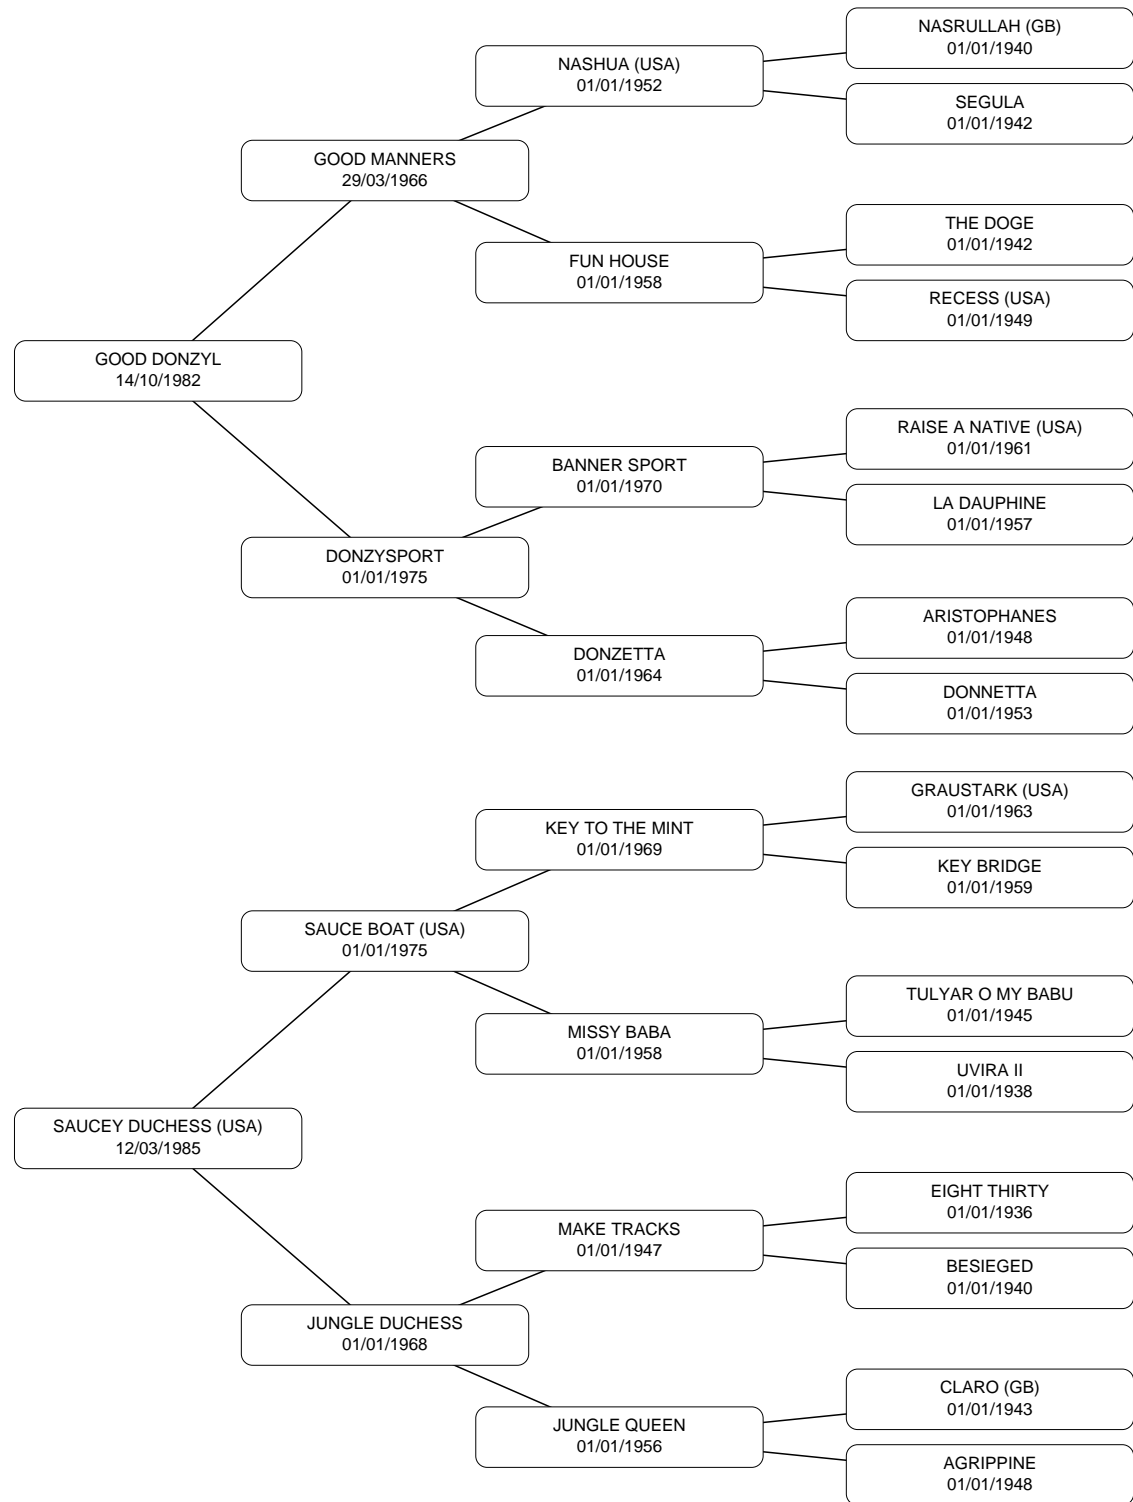 NASRULLAH (GB)
01/01/1940
NASHUA (USA)
01/01/1952
SEGULA
01/01/1942
GOOD MANNERS
29/03/1966
THE DOGE
01/01/1942
FUN HOUSE
01/01/1958
RECESS (USA)
01/01/1949
GOOD DONZYL
14/10/1982
RAISE A NATIVE (USA)
01/01/1961
BANNER SPORT
01/01/1970
LA DAUPHINE
01/01/1957
DONZYSPORT
01/01/1975
ARISTOPHANES
01/01/1948
DONZETTA
01/01/1964
DONNETTA
01/01/1953
GRAUSTARK (USA)
01/01/1963
KEY TO THE MINT
01/01/1969
KEY BRIDGE
01/01/1959
SAUCE BOAT (USA)
01/01/1975
TULYAR O MY BABU
01/01/1945
MISSY BABA
01/01/1958
UVIRA II
01/01/1938
SAUCEY DUCHESS (USA)
12/03/1985
EIGHT THIRTY
01/01/1936
MAKE TRACKS
01/01/1947
BESIEGED
01/01/1940
JUNGLE DUCHESS
01/01/1968
CLARO (GB)
01/01/1943
JUNGLE QUEEN
01/01/1956
AGRIPPINE
01/01/1948